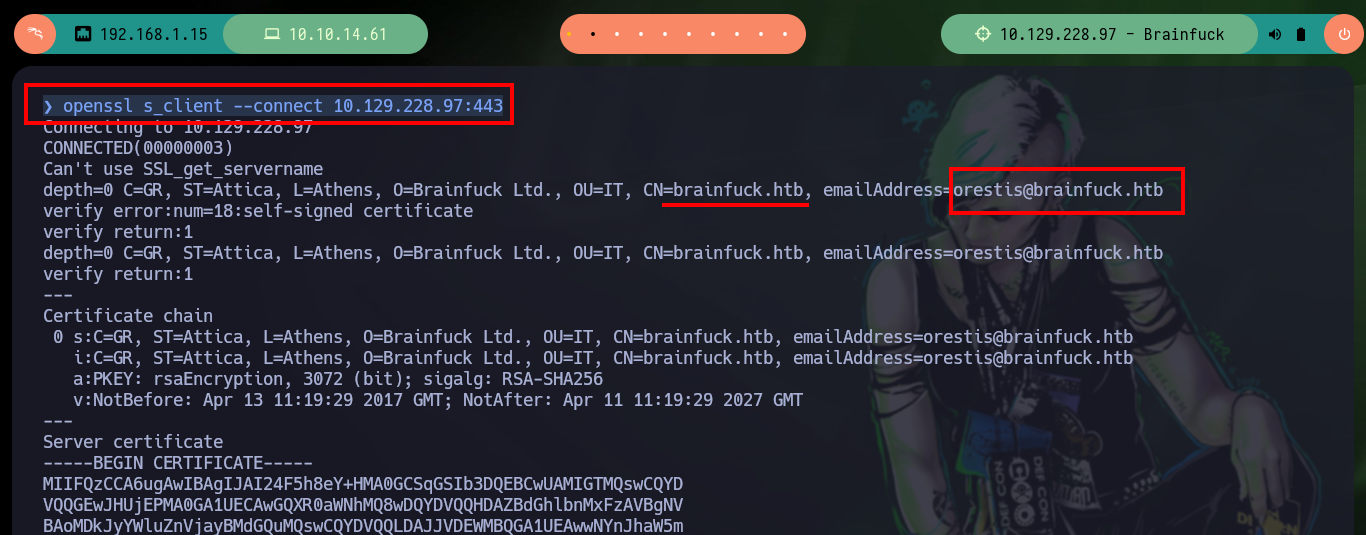 192.168.1.15
10.10.14.61
10.129.228.97 - Brainfuck
❯ openssl s_client --connect 10.129.228.97:443
Connecting to 10.129.228.97
CONNECTED(00000003)
Can't use SSL_get_servername
depth=0 C=GR, ST=Attica, L=Athens, O=Brainfuck Ltd., OU=IT, CN=brainfuck.htb, emailAddress=orestis@brainfuck.htb
verify error:num=18:self-signed certificate
verify return:1
depth=0 C=GR, ST=Attica, L=Athens, O=Brainfuck Ltd., OU=IT, CN=brainfuck.htb, emailAddress=orestis@brainfuck.htb
verify return:1
---
Certificate chain
 0 s:C=GR, ST=Attica, L=Athens, O=Brainfuck Ltd., OU=IT, CN=brainfuck.htb, emailAddress=orestis@brainfuck.htb
   i:C=GR, ST=Attica, L=Athens, O=Brainfuck Ltd., OU=IT, CN=brainfuck.htb, emailAddress=orestis@brainfuck.htb
   a:PKEY: rsaEncryption, 3072 (bit); sigalg: RSA-SHA256
   v:NotBefore: Apr 13 11:19:29 2017 GMT; NotAfter: Apr 11 11:19:29 2027 GMT
---
Server certificate
-----BEGIN CERTIFICATE-----
MIIFQzCCA6ugAwIBAgIJAI24F5h8eY+HMA0GCSqGSIb3DQEBCwUAMIGTMQswCQYD
VQQGEwJHUjEPMA0GA1UECAwGQXR0aWNhMQ8wDQYDVQQHDAZBdGhlbnMxFzAVBgNV
BAoMDkJyYWluZnVjayBMdGQuMQswCQYDVQQLDAJJVDEWMBQGA1UEAwwNYnJhaW5m
DEF CON